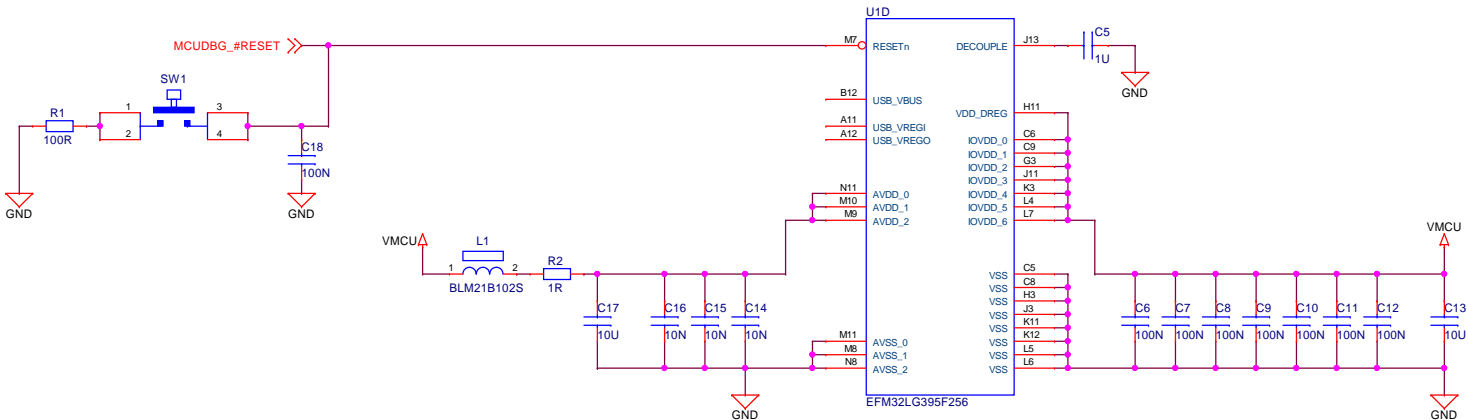 U1D
MCUDBG_#RESET
M7
RESETn
DECOUPLE
J13
C5
1U
GND
SW1
R1
100R
1
2
3
4
C18
100N
GND
GND
B12
USB_VBUS
A11
USB_VREGI
A12
USB_VREGO
VDD_DREG
H11
IOVDD_0
C6
IOVDD_1
C9
IOVDD_2
G3
IOVDD_3
J11
IOVDD_4
K3
IOVDD_5
L4
IOVDD_6
L7
N11
AVDD_0
M10
AVDD_1
M9
AVDD_2
VMCU
L1
1
2
BLM21B102S
R2
1R
C17
10U
C16
10N
C15
10N
C14
10N
M11
AVSS_0
M8
AVSS_1
N8
AVSS_2
GND
VSS
C5
VSS
C8
VSS
H3
VSS
J3
VSS
K11
VSS
K12
VSS
L5
VSS
L6
VMCU
C6
100N
C7
100N
C8
100N
C9
100N
C10
100N
C11
100N
C12
100N
C13
10U
GND
EFM32LG395F256